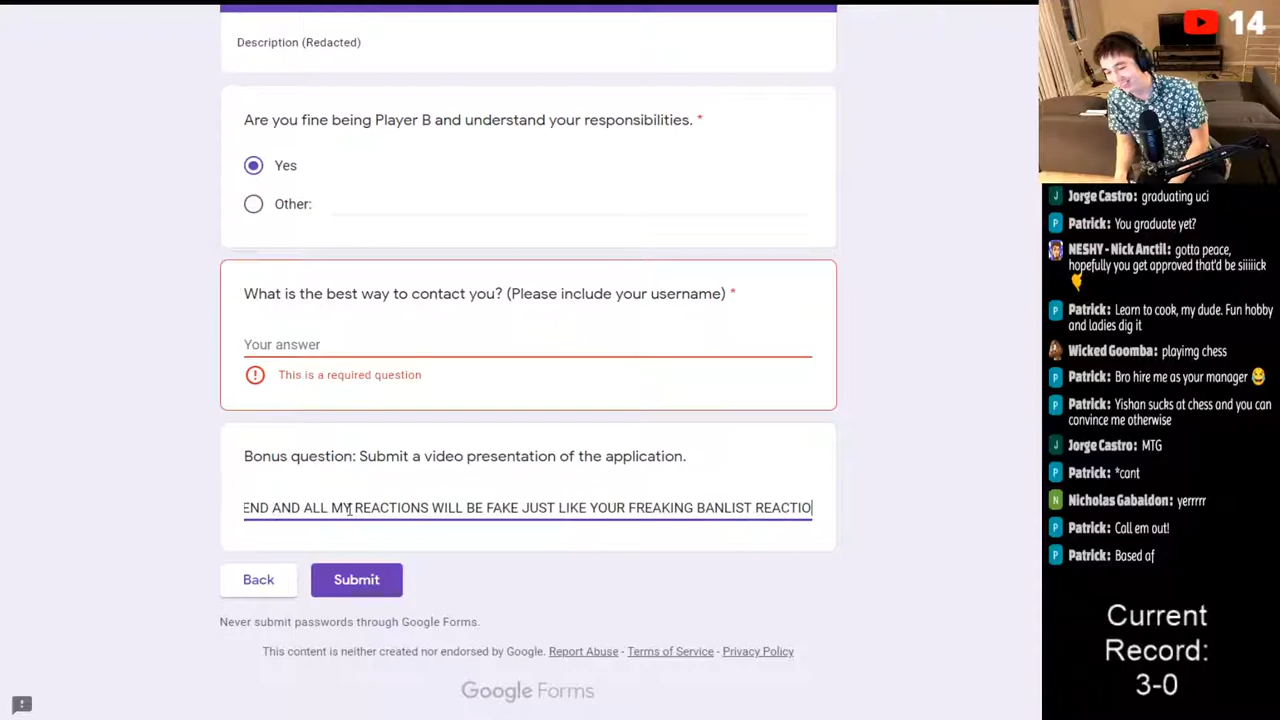 Description (Redacted)
Are you fine being Player B and understand your responsibilities. *
Yes
Other:
What is the best way to contact you? (Please include your username) *
Your answer
This is a required question
Bonus question: Submit a video presentation of the application.
END AND ALL MY REACTIONS WILL BE FAKE JUST LIKE YOUR FREAKING BANLIST REACTIO
Back
Submit
Never submit passwords through Google Forms.
This content is neither created nor endorsed by Google. Report Abuse - Terms of Service - Privacy Policy
Google Forms
14
J Jorge Castro: graduating uci
P Patrick: You graduate yet?
NESHY - Nick Anctil: gotta peace,
hopefully you get approved that'd be siiiiick
P Patrick: Learn to cook, my dude. Fun hobby
and ladies dig it
Wicked Goomba: playimg chess
P Patrick: Bro hire me as your manager 😂
P Patrick: Yishan sucks at chess and you can
convince me otherwise
J Jorge Castro: MTG
P Patrick: *cant
N Nicholas Gabaldon: yerrrrr
P Patrick: Call em out!
P Patrick: Based af
Current
Record:
3-0